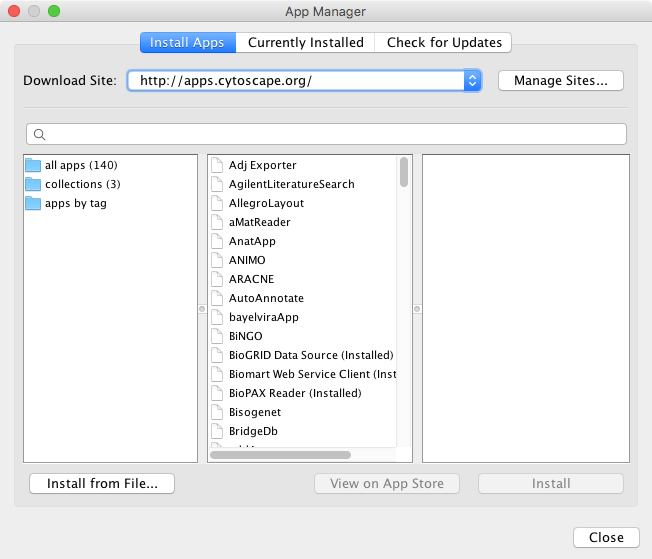 App Manager
Install Apps
Currently Installed
Check for Updates
Download Site:
http://apps.cytoscape.org/
Manage Sites...
all apps (140)
collections (3)
apps by tag
Adj Exporter
AgilentLiteratureSearch
AllegroLayout
aMatReader
AnatApp
ANIMO
ARACNE
AutoAnnotate
bayelviraApp
BiNGO
BioGRID Data Source (Installed)
Biomart Web Service Client (Inst
BioPAX Reader (Installed)
Bisogenet
BridgeDb
Install from File...
View on App Store
Install
Close